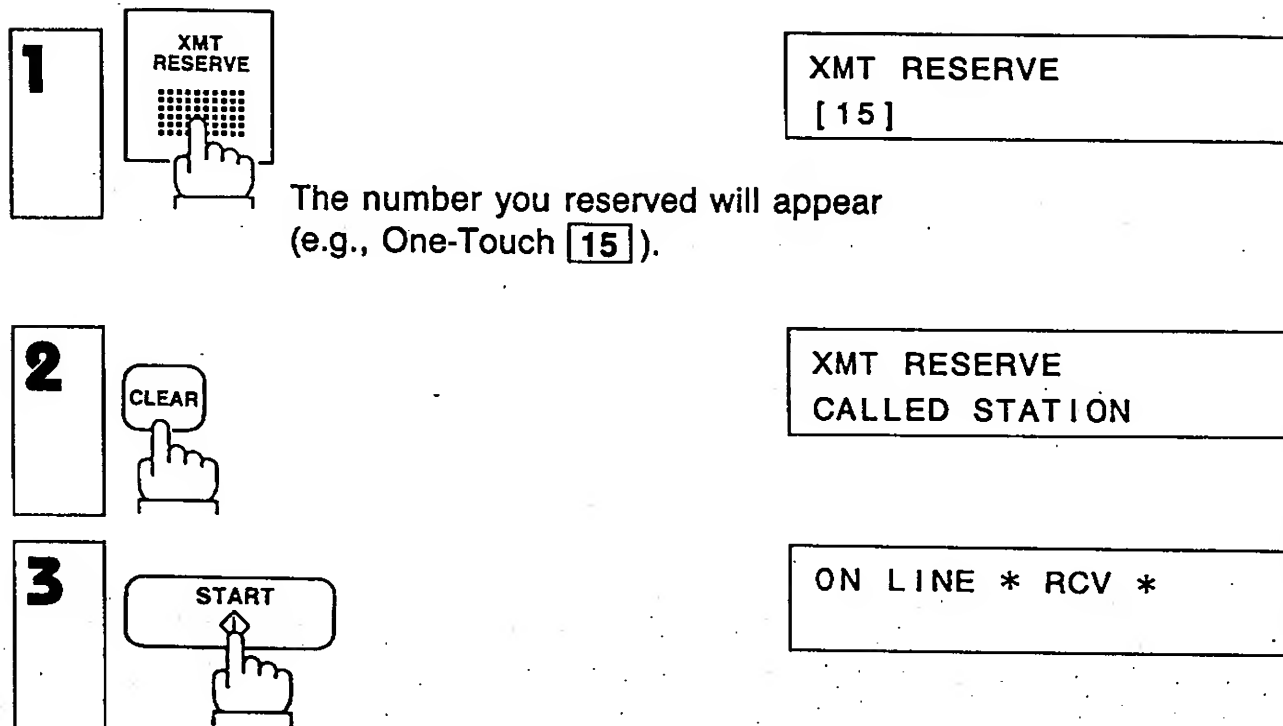 1
XMT
RESERVE
XMT RESERVE
[15]
The number you reserved will appear
(e.g., One-Touch 15 ).
2
CLEAR
XMT RESERVE
CALLED STATION
3
START
ON LINE * RCV *